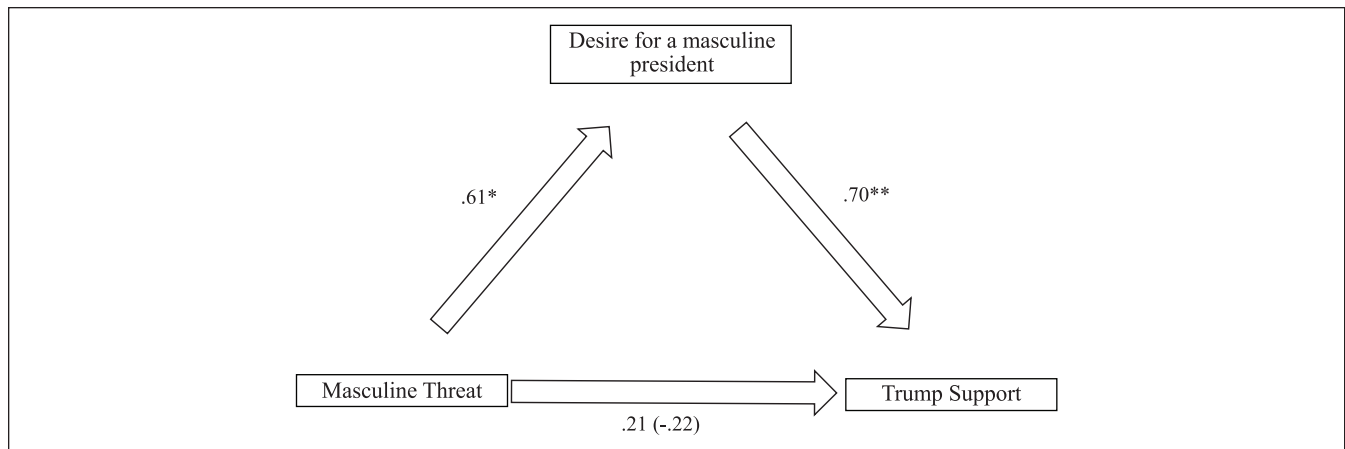 Desire for a masculine
president
.61*
.70**
Masculine Threat
Trump Support
.21 (-.22)